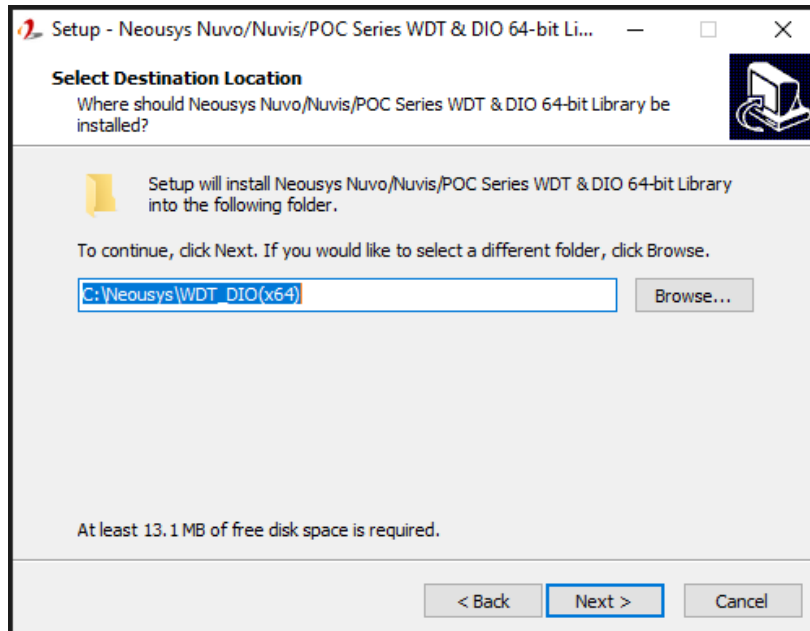 Setup - Neousys Nuvo/Nuvis/POC Series WDT & DIO 64-bit Li...
Select Destination Location
Where should Neousys Nuvo/Nuvis/POC Series WDT & DIO 64-bit Library be
installed?
Setup will install Neousys Nuvo/Nuvis/POC Series WDT & DIO 64-bit Library
into the following folder.
To continue, click Next. If you would like to select a different folder, click Browse.
C:\Neousys\WDT_DIO(x64)
Browse...
At least 13.1 MB of free disk space is required.
< Back
Next >
Cancel